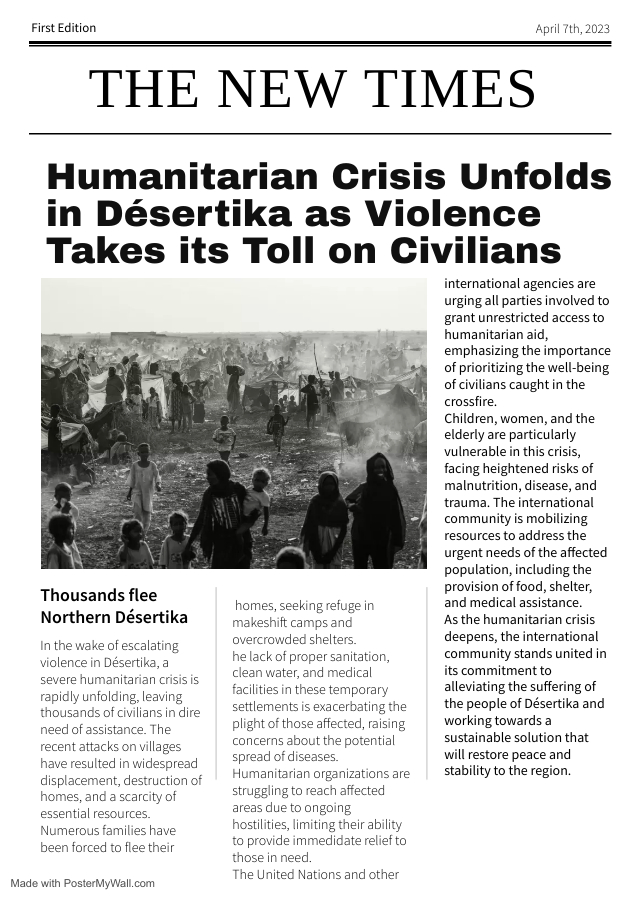 First Edition
April 7th, 2023
THE NEW TIMES
Humanitarian Crisis Unfolds
in Désertika as Violence
Takes its Toll on Civilians
Thousands flee
Northern Désertika
In the wake of escalating
violence in Désertika, a
severe humanitarian crisis is
rapidly unfolding, leaving
thousands of civilians in dire
need of assistance. The
recent attacks on villages
have resulted in widespread
displacement, destruction of
homes, and a scarcity of
essential resources.
Numerous families have
been forced to flee their
homes, seeking refuge in
makeshift camps and
overcrowded shelters.
he lack of proper sanitation,
clean water, and medical
facilities in these temporary
settlements is exacerbating the
plight of those affected, raising
concerns about the potential
spread of diseases.
Humanitarian organizations are
struggling to reach affected
areas due to ongoing
hostilities, limiting their ability
to provide immedidate relief to
those in need.
The United Nations and other
international agencies are
urging all parties involved to
grant unrestricted access to
humanitarian aid,
emphasizing the importance
of prioritizing the well-being
of civilians caught in the
crossfire.
Children, women, and the
elderly are particularly
vulnerable in this crisis,
facing heightened risks of
malnutrition, disease, and
trauma. The international
community is mobilizing
resources to address the
urgent needs of the affected
population, including the
provision of food, shelter,
and medical assistance.
As the humanitarian crisis
deepens, the international
community stands united in
its commitment to
alleviating the suffering of
the people of Désertika and
working towards a
sustainable solution that
will restore peace and
stability to the region.
Made with PosterMyWall.com